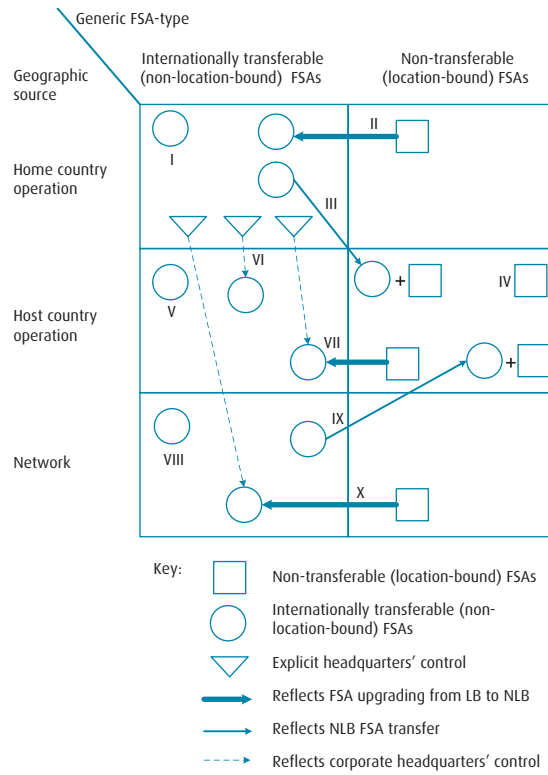 Generic FSA-type
Internationally transferable
(non-location-bound) FSAs
Non-transferable
(location-bound) FSAs
Geographic
source
I
II
Home country
operation
III
VI
V
+
IV
Host country
operation
VII
+
IX
VIII
Network
X
Key:
Non-transferable (location-bound) FSAs
Internationally transferable (non-
location-bound) FSAs
Explicit headquarters' control
Reflects FSA upgrading from LB to NLB
Reflects NLB FSA transfer
Reflects corporate headquarters' control